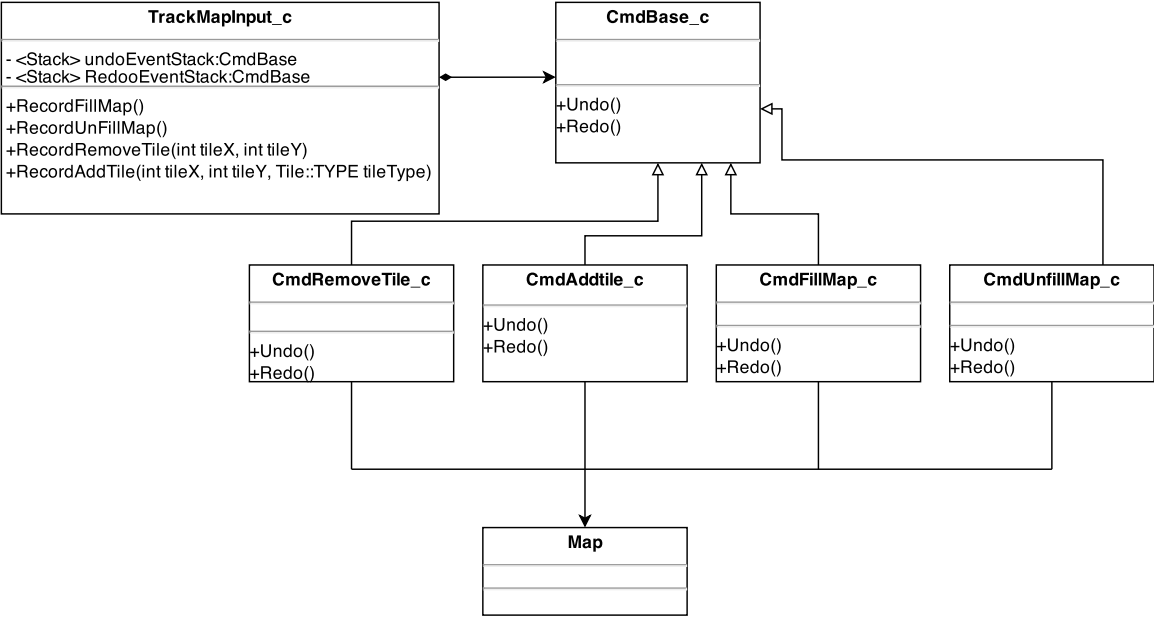 TrackMapInput_c
- <Stack> undoEventStack:CmdBase
- <Stack> RedooEventStack:CmdBase
+RecordFillMap()
+RecordUnFillMap()
+RecordRemoveTile(int tileX, int tileY)
+RecordAddTile(int tileX, int tileY, Tile::TYPE tileType)
CmdBase_c
+Undo()
+Redo()
CmdRemoveTile_c
+Undo()
+Redo()
CmdAddtile_c
+Undo()
+Redo()
CmdFillMap_c
+Undo()
+Redo()
CmdUnfillMap_c
+Undo()
+Redo()
Map